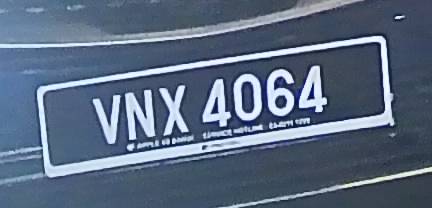 VNX 4064
SERVICE HOTLINE